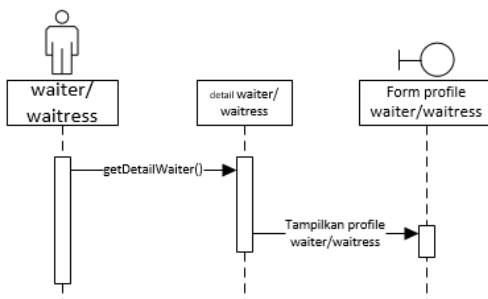 waiter/
waitress
detail waiter/
waitress
Form profile
waiter/waitress
getDetailWaiter()
Tampilkan profile
waiter/waitress